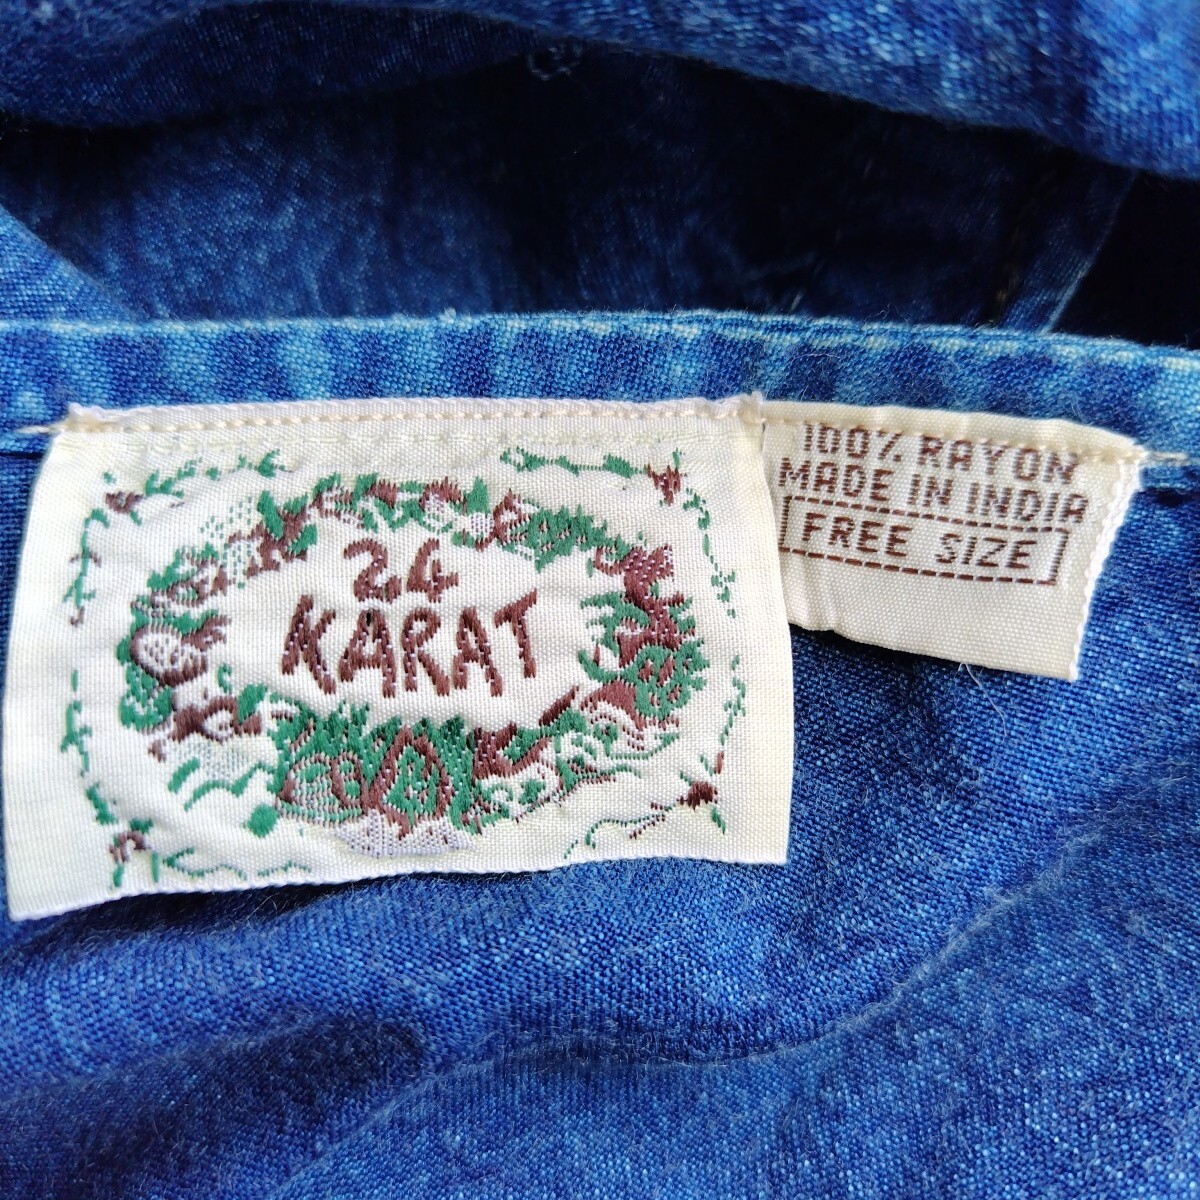 24
KARAT
100% RAYON
MADE IN INDIA
FREE SIZE